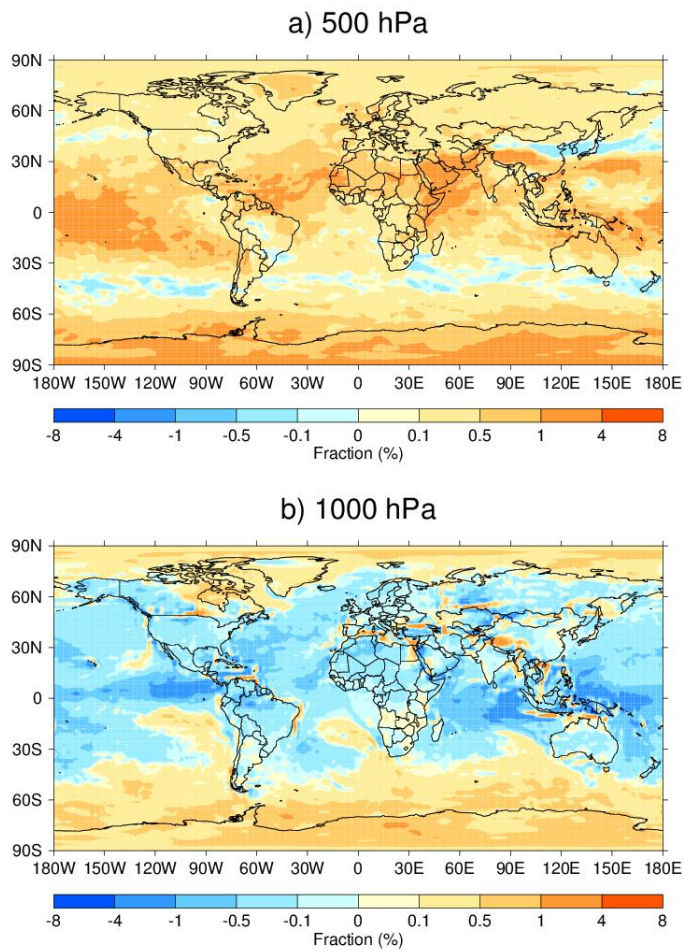 a) 500 hPa
90N
60N
30N
0
30S
60S
90S
180W 150W 120W 90W 60W 30W 0 30E 60E 90E 120E 150E 180E
-8 -4 -1 -0.5 -0.1 0 0.1 0.5 1 4 8
Fraction (%)
b) 1000 hPa
90N
60N
30N
0
30S
60S
90S
180W 150W 120W 90W 60W 30W 0 30E 60E 90E 120E 150E 180E
-8 -4 -1 -0.5 -0.1 0 0.1 0.5 1 4 8
Fraction (%)